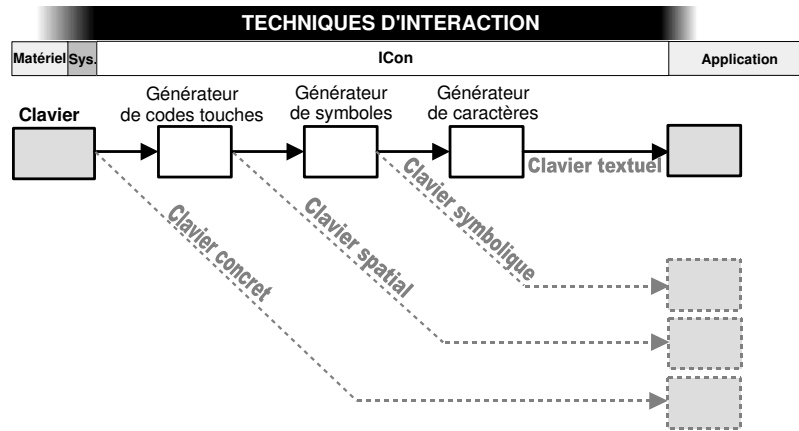 TECHNIQUES D'INTERACTION
Matériel Sys. ICon Application
Clavier
Générateur
de codes touches
Générateur
de symboles
Générateur
de caractères
Clavier textuel
Clavier symbolique
Clavier spatial
Clavier concret